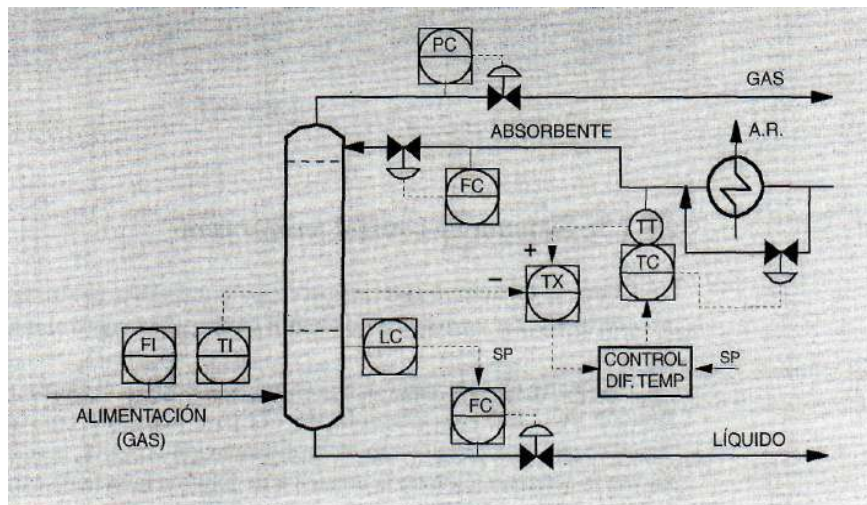 PC
GAS
ABSORBENTE
A.R.
FC
TT
+
TX
TC
−
FI
TI
LC
SP
CONTROL
DIF. TEMP
SP
FC
ALIMENTACIÓN
(GAS)
LÍQUIDO